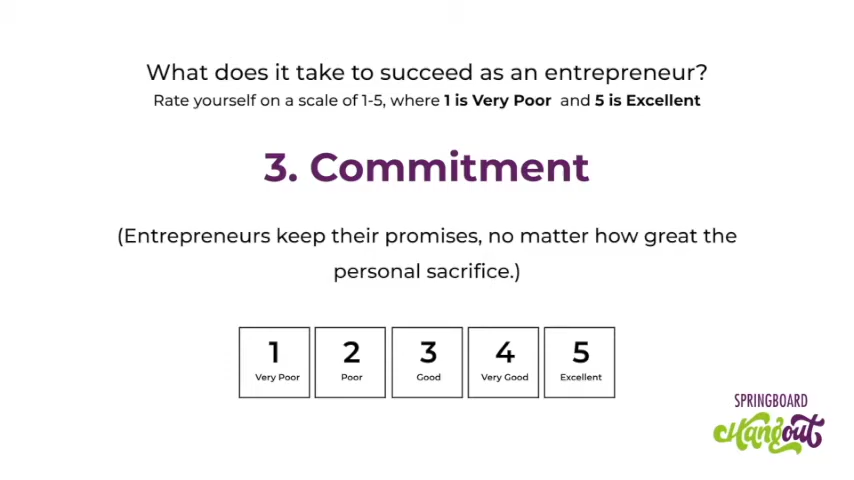 What does it take to succeed as an entrepreneur?
Rate yourself on a scale of 1-5, where 1 is Very Poor and 5 is Excellent
3. Commitment
(Entrepreneurs keep their promises, no matter how great the
personal sacrifice.)
1 2 3 4 5
Very Poor Poor Good Very Good Excellent
SPRINGBOARD
Hangout